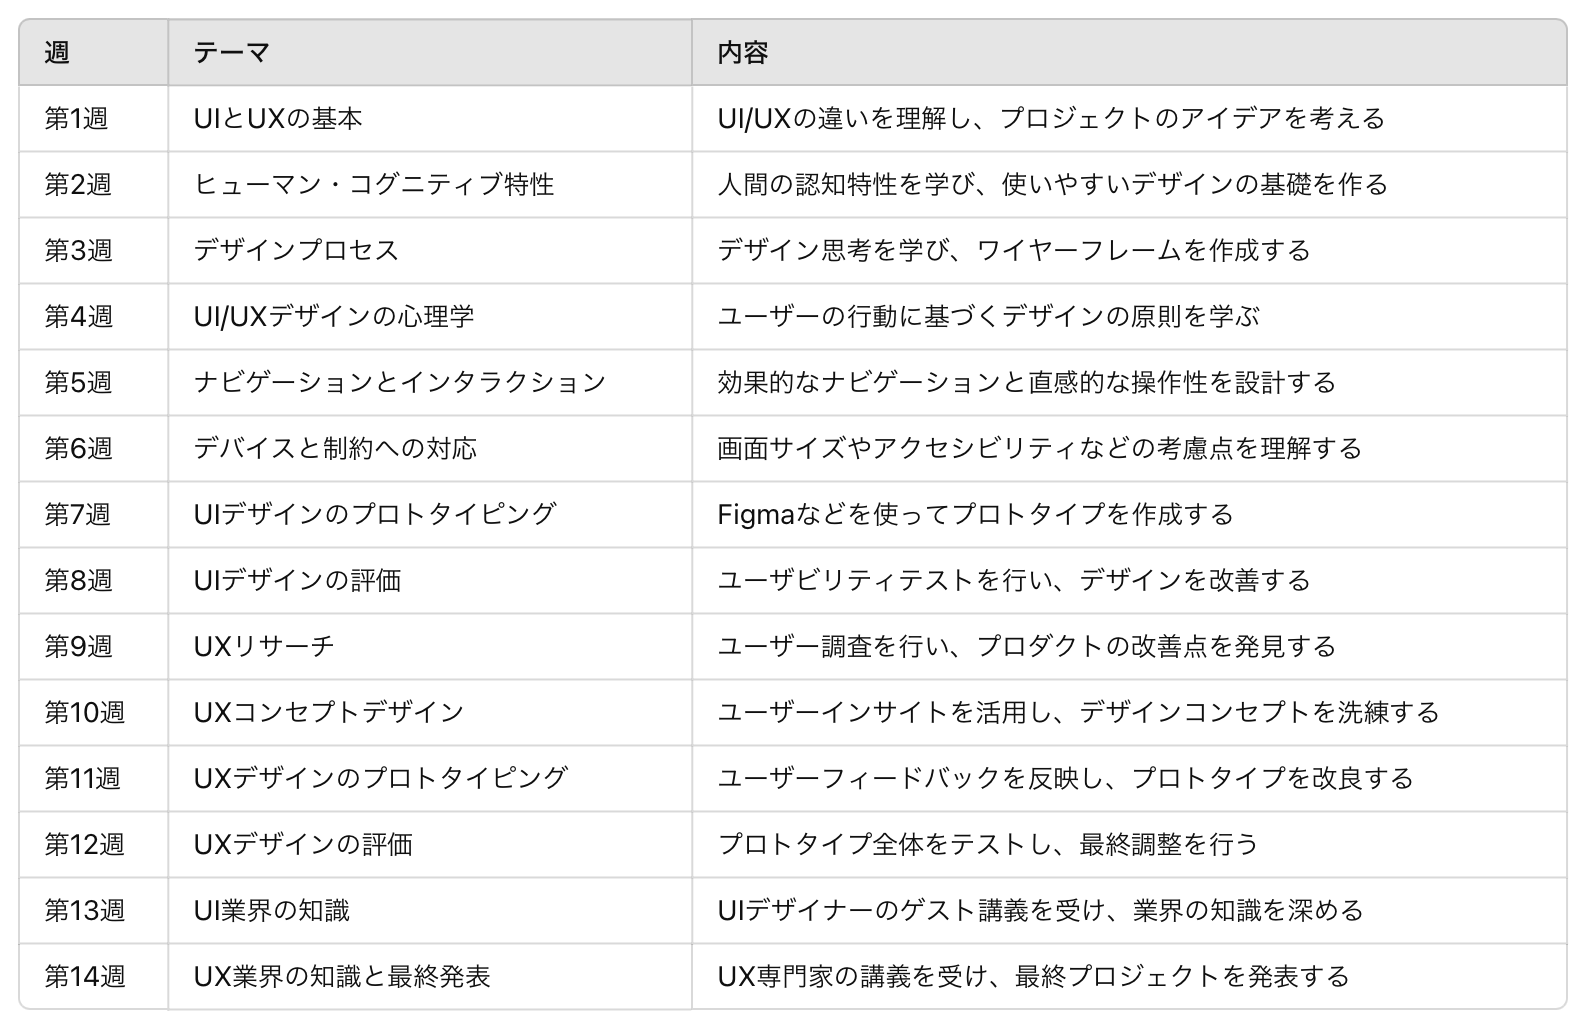 週 テーマ 内容
第1週 UIとUXの基本 UI/UXの違いを理解し、プロジェクトのアイデアを考える
第2週 ヒューマン・コグニティブ特性 人間の認知特性を学び、使いやすいデザインの基礎を作る
第3週 デザインプロセス デザイン思考を学び、ワイヤーフレームを作成する
第4週 UI/UXデザインの心理学 ユーザーの行動に基づくデザインの原則を学ぶ
第5週 ナビゲーションとインタラクション 効果的なナビゲーションと直感的な操作性を設計する
第6週 デバイスと制約への対応 画面サイズやアクセシビリティなどの考慮点を理解する
第7週 UIデザインのプロトタイピング Figmaなどを使ってプロトタイプを作成する
第8週 UIデザインの評価 ユーザビリティテストを行い、デザインを改善する
第9週 UXリサーチ ユーザー調査を行い、プロダクトの改善点を発見する
第10週 UXコンセプトデザイン ユーザーインサイトを活用し、デザインコンセプトを洗練する
第11週 UXデザインのプロトタイピング ユーザーフィードバックを反映し、プロトタイプを改良する
第12週 UXデザインの評価 プロトタイプ全体をテストし、最終調整を行う
第13週 UI業界の知識 UIデザイナーのゲスト講義を受け、業界の知識を深める
第14週 UX業界の知識と最終発表 UX専門家の講義を受け、最終プロジェクトを発表する